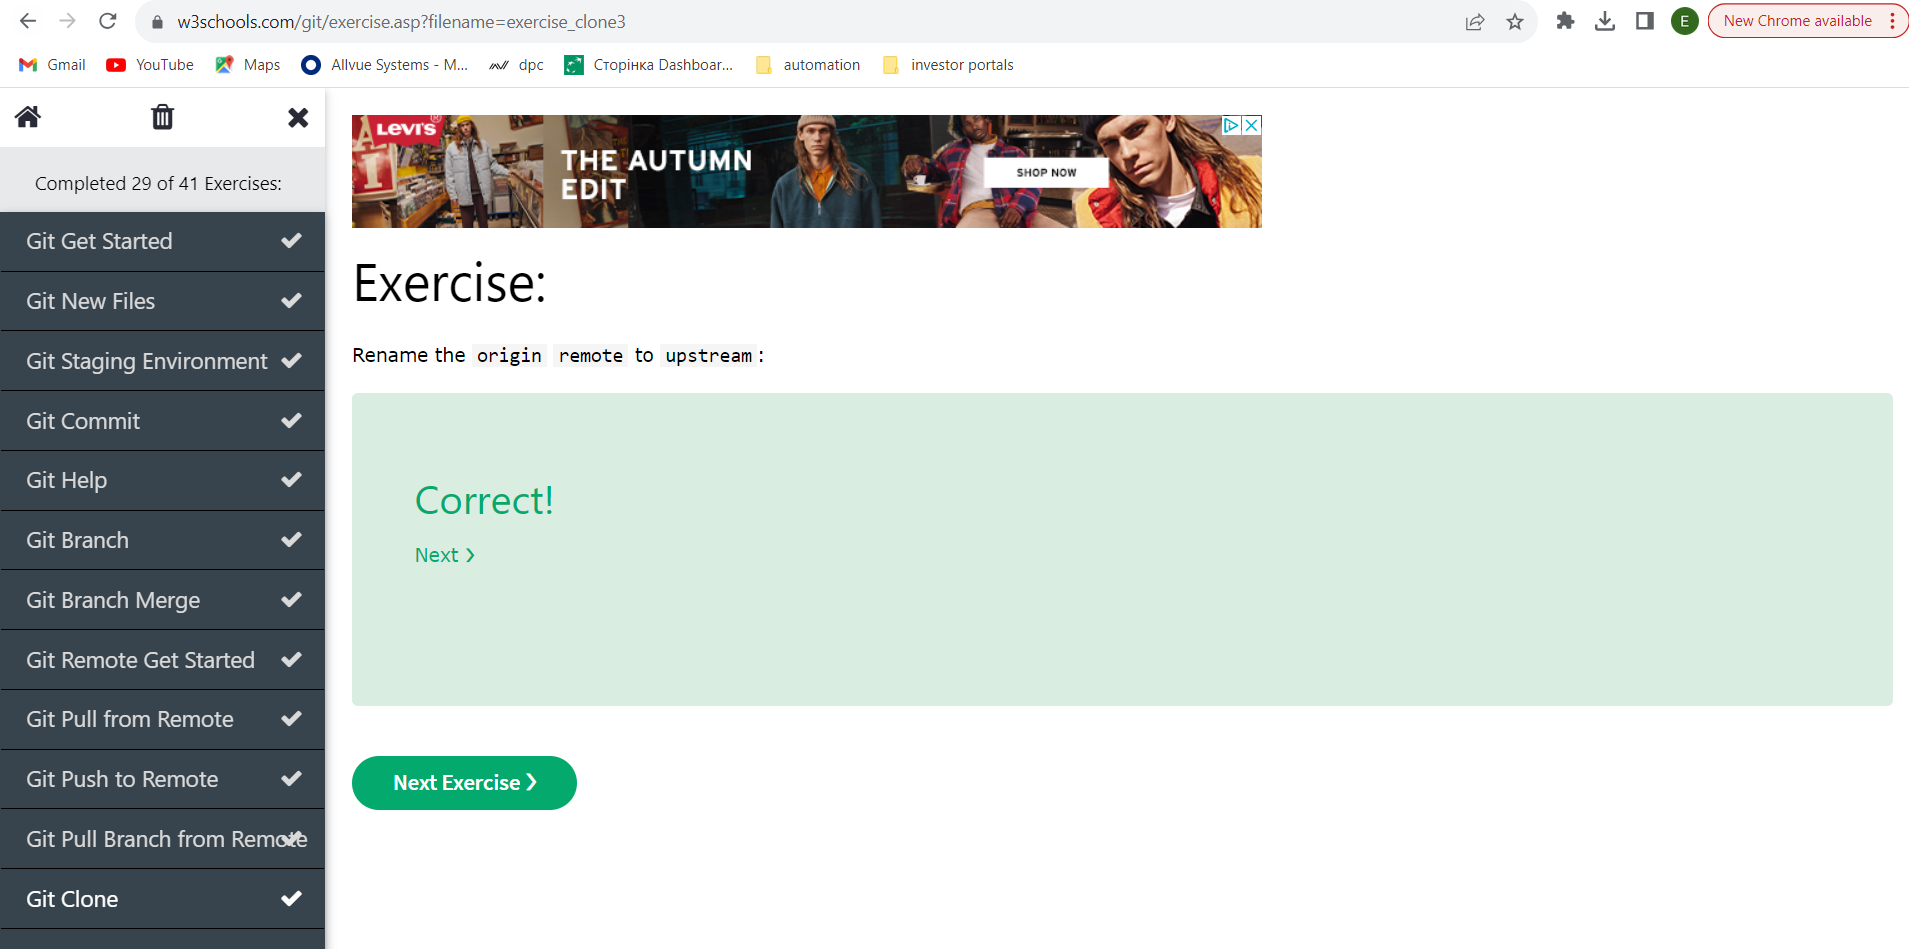 w3schools.com/git/exercise.asp?filename=exercise_clone3
E
New Chrome available
Gmail
YouTube
Maps
Allvue Systems - M...
dpc
Сторінка Dashboar...
automation
investor portals
Completed 29 of 41 Exercises:
Git Get Started
Git New Files
Git Staging Environment
Git Commit
Git Help
Git Branch
Git Branch Merge
Git Remote Get Started
Git Pull from Remote
Git Push to Remote
Git Pull Branch from Remote
Git Clone
LEVI'S®
THE AUTUMN
EDIT
SHOP NOW
Exercise:
Rename the origin remote to upstream:
Correct!
Next ❯
Next Exercise ❯